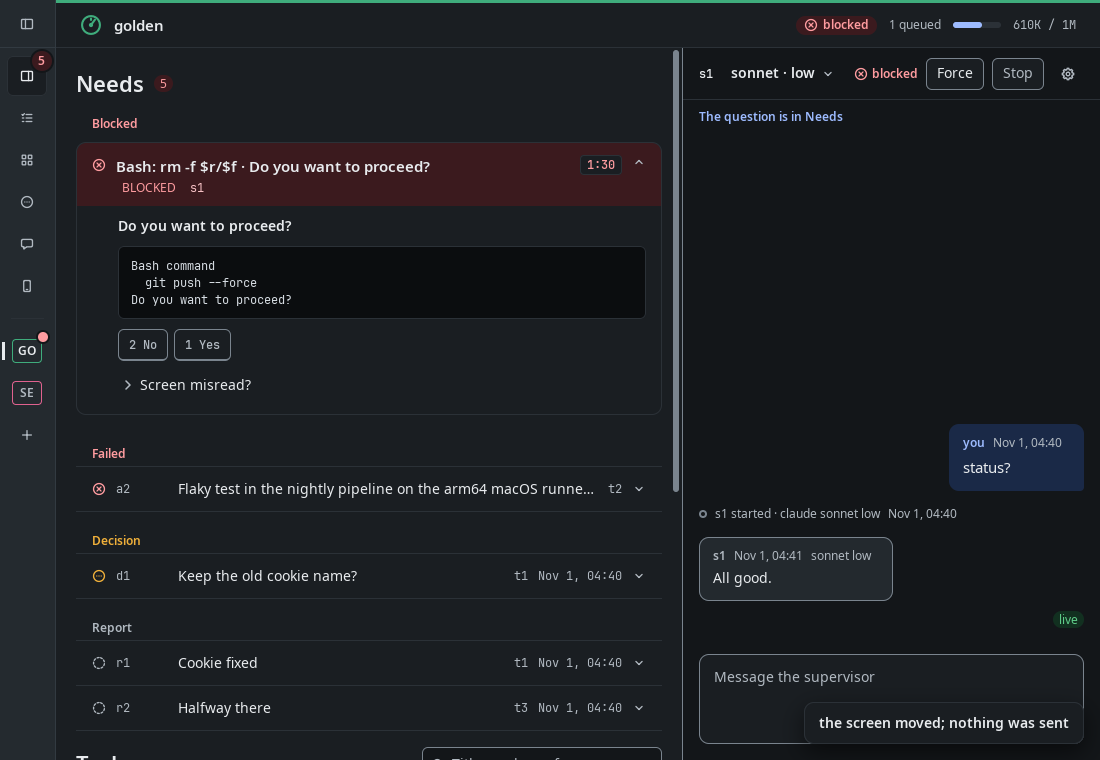 golden
blocked 1 queued 610K / 1M
5
Needs 5
Blocked
Bash: rm -f $r/$f · Do you want to proceed? 1:30
BLOCKED s1
Do you want to proceed?
Bash command
git push --force
Do you want to proceed?
2 No 1 Yes
Screen misread?
GO
SE
Failed
a2 Flaky test in the nightly pipeline on the arm64 macOS runne... t2
Decision
d1 Keep the old cookie name? t1 Nov 1, 04:40
Report
r1 Cookie fixed t1 Nov 1, 04:40
r2 Halfway there t3 Nov 1, 04:40
s1 sonnet · low blocked Force Stop
The question is in Needs
you Nov 1, 04:40
status?
s1 started · claude sonnet low Nov 1, 04:40
s1 Nov 1, 04:41 sonnet low
All good.
live
Message the supervisor
the screen moved; nothing was sent